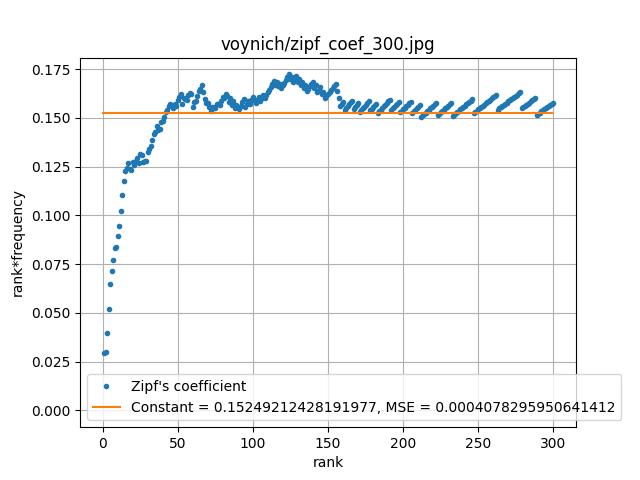 voynich/zipf_coef_300.jpg
0.175
0.150
0.125
0.100
0.075
0.050
0.025
0.000
rank*frequency
Zipf's coefficient
Constant = 0.15249212428191977, MSE = 0.0004078295950641412
0 50 100 150 200 250 300
rank